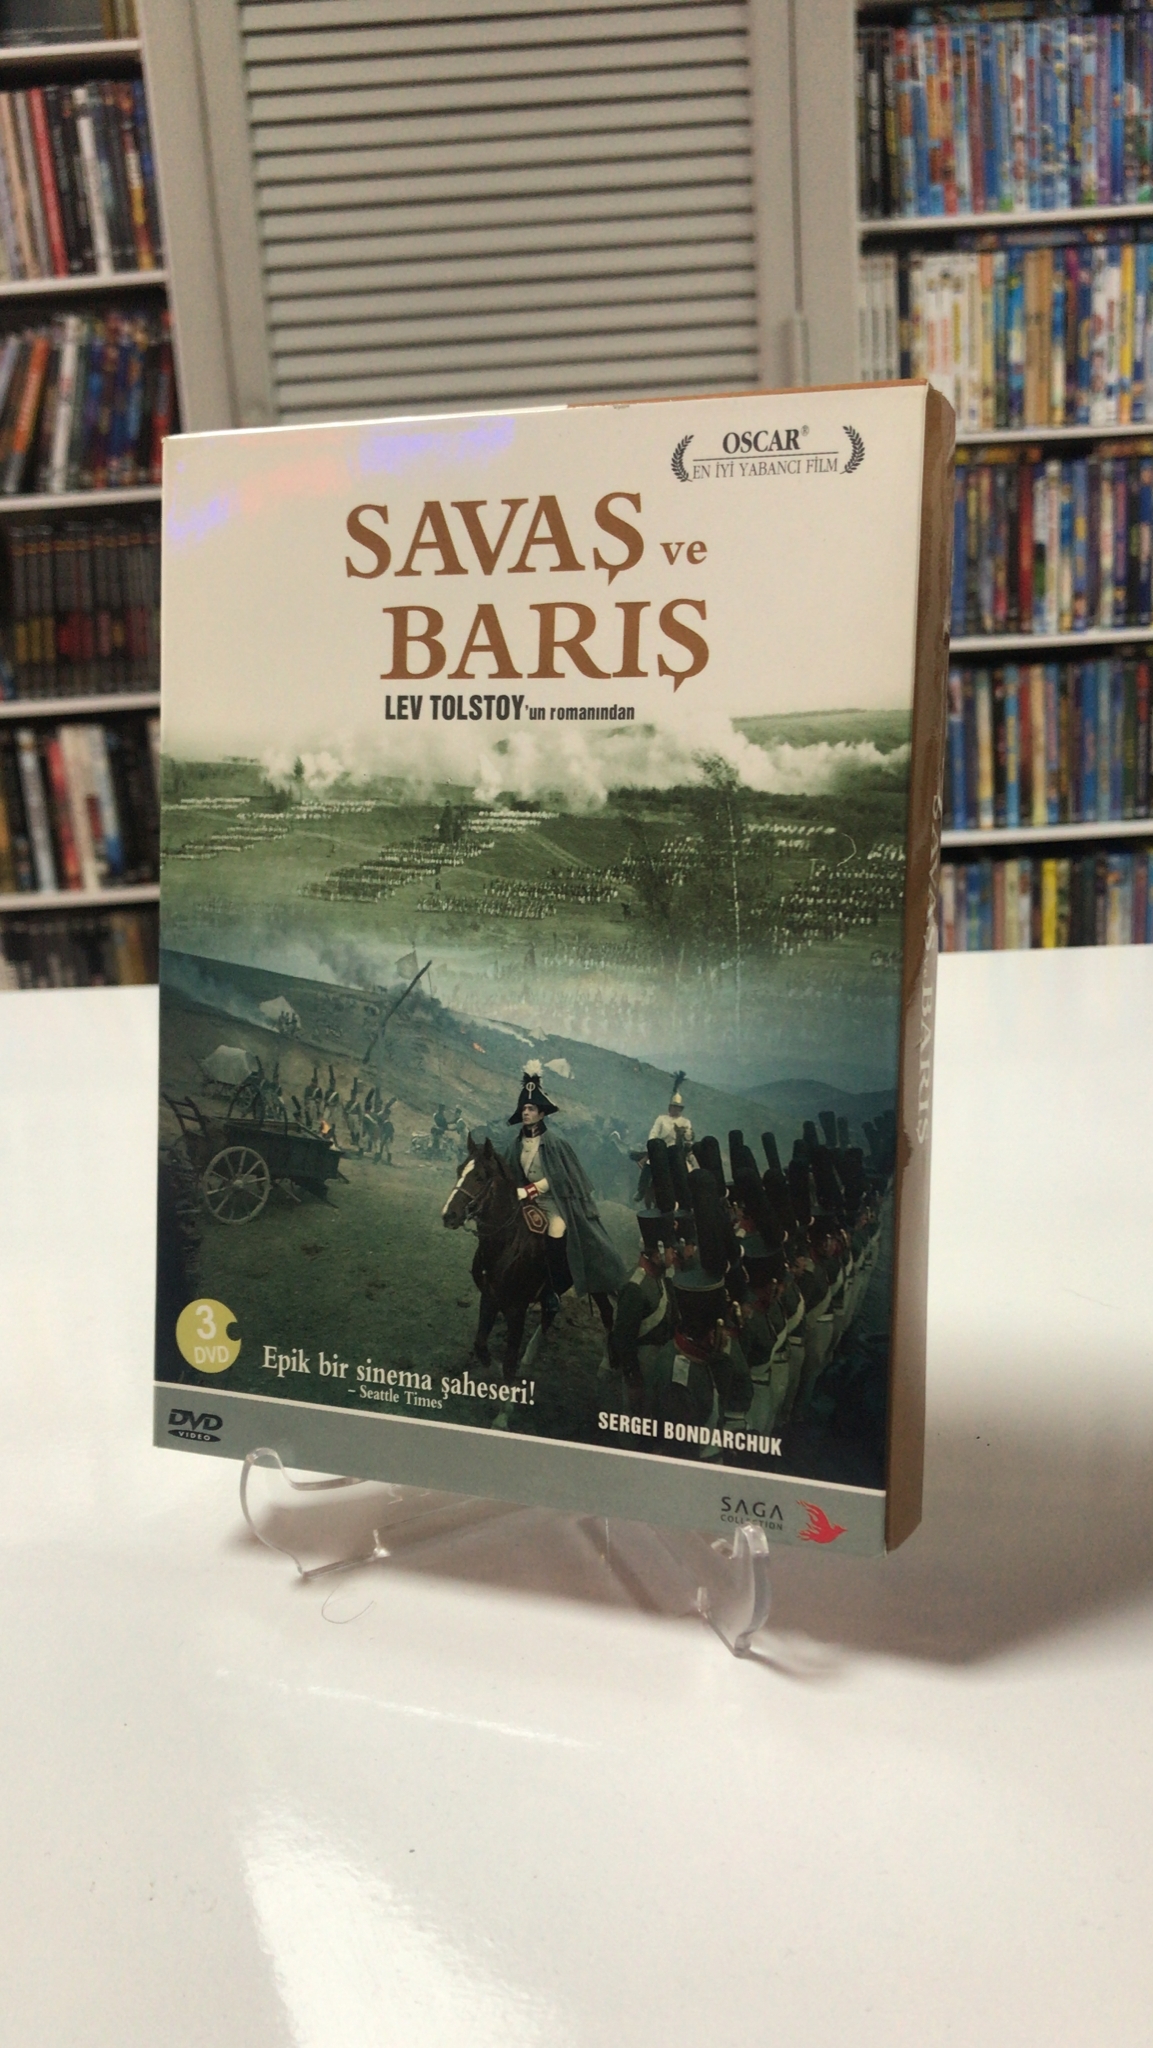 OSCAR®
EN İYİ YABANCI FİLM
SAVAŞ ve
BARIŞ
LEV TOLSTOY'un romanından
3
DVD
Epik bir sinema şaheseri!
– Seattle Times
SERGEI BONDARCHUK
DVD
VIDEO
SAGA
COLLECTION
SAVAŞ ve BARIŞ